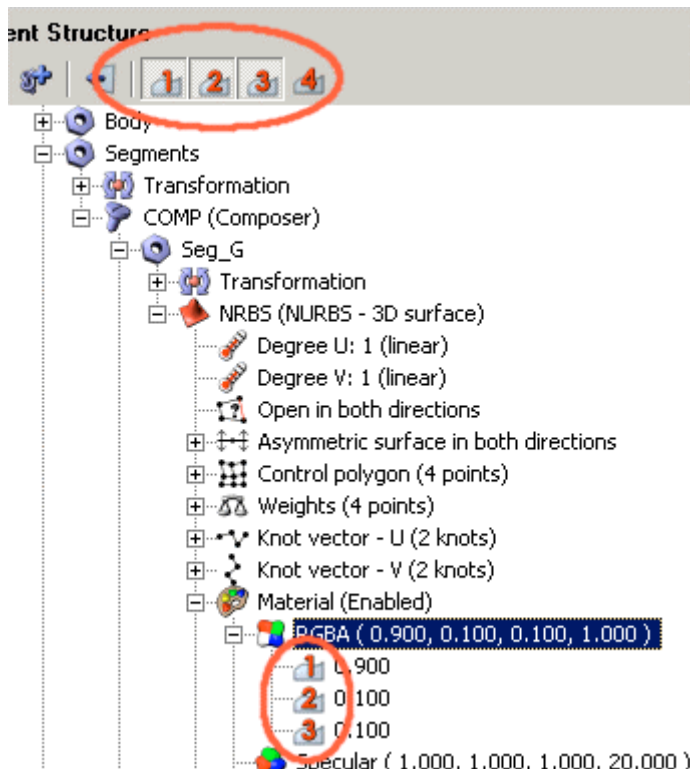 ent Structure
1 2 3 4
Body
Segments
Transformation
COMP (Composer)
Seg_G
Transformation
NRBS (NURBS - 3D surface)
Degree U: 1 (linear)
Degree V: 1 (linear)
Open in both directions
Asymmetric surface in both directions
Control polygon (4 points)
Weights (4 points)
Knot vector - U (2 knots)
Knot vector - V (2 knots)
Material (Enabled)
RGBA ( 0.900, 0.100, 0.100, 1.000 )
1 0.900
2 0.100
3 0.100
Specular ( 1.000, 1.000, 1.000, 20.000 )